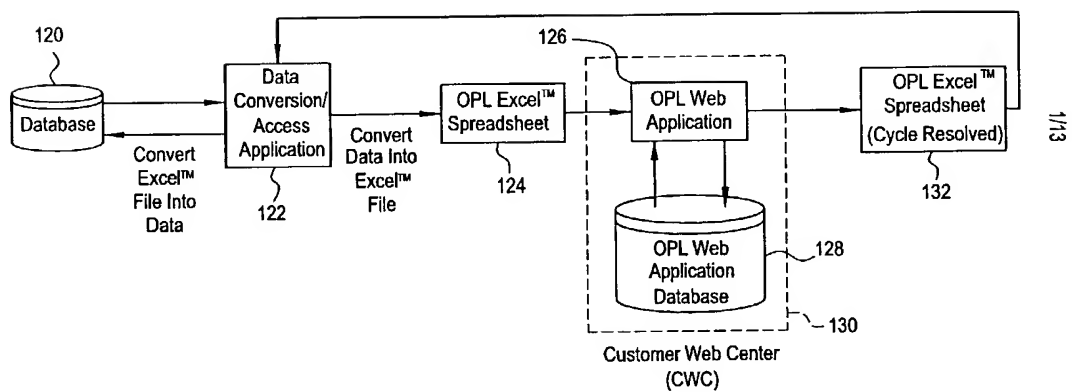 120
Database
Convert
Excel™
File Into
Data
Data
Conversion/
Access
Application
122
Convert
Data Into
Excel™
File
OPL Excel™
Spreadsheet
124
126
OPL Web
Application
OPL Web
Application
Database
128
130
Customer Web Center
(CWC)
OPL Excel™
Spreadsheet
(Cycle Resolved)
132
1/13